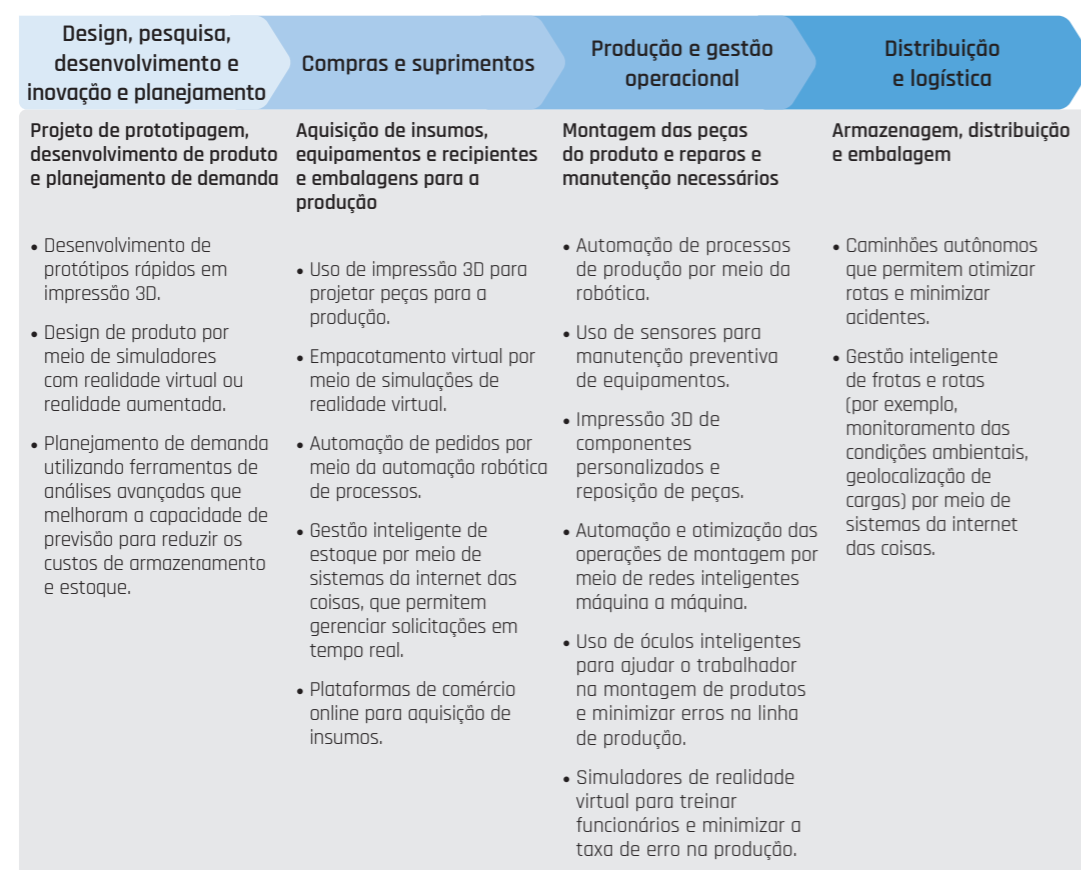 Design, pesquisa,
desenvolvimento e
inovação e planejamento
Compras e suprimentos
Produção e gestão
operacional
Distribuição
e logística
Projeto de prototipagem,
desenvolvimento de produto
e planejamento de demanda
• Desenvolvimento de
protótipos rápidos em
impressão 3D.
• Design de produto por
meio de simuladores
com realidade virtual ou
realidade aumentada.
• Planejamento de demanda
utilizando ferramentas de
análises avançadas que
melhoram a capacidade de
previsão para reduzir os
custos de armazenamento
e estoque.
Aquisição de insumos,
equipamentos e recipientes
e embalagens para a
produção
• Uso de impressão 3D para
projetar peças para a
produção.
• Empacotamento virtual por
meio de simulações de
realidade virtual.
• Automação de pedidos por
meio da automação robótica
de processos.
• Gestão inteligente de
estoque por meio de
sistemas da internet das
coisas, que permitem
gerenciar solicitações em
tempo real.
• Plataformas de comércio
online para aquisição de
insumos.
Montagem das peças
do produto e reparos e
manutenção necessários
• Automação de processos
de produção por meio da
robótica.
• Uso de sensores para
manutenção preventiva
de equipamentos.
• Impressão 3D de
componentes
personalizados e
reposição de peças.
• Automação e otimização das
operações de montagem por
meio de redes inteligentes
máquina a máquina.
• Uso de óculos inteligentes
para ajudar o trabalhador
na montagem de produtos
e minimizar erros na linha
de produção.
• Simuladores de realidade
virtual para treinar
funcionários e minimizar a
taxa de erro na produção.
Armazenagem, distribuição
e embalagem
• Caminhões autônomos
que permitem otimizar
rotas e minimizar
acidentes.
• Gestão inteligente
de frotas e rotas
(por exemplo,
monitoramento das
condições ambientais,
geolocalização de
cargas) por meio de
sistemas da internet
das coisas.